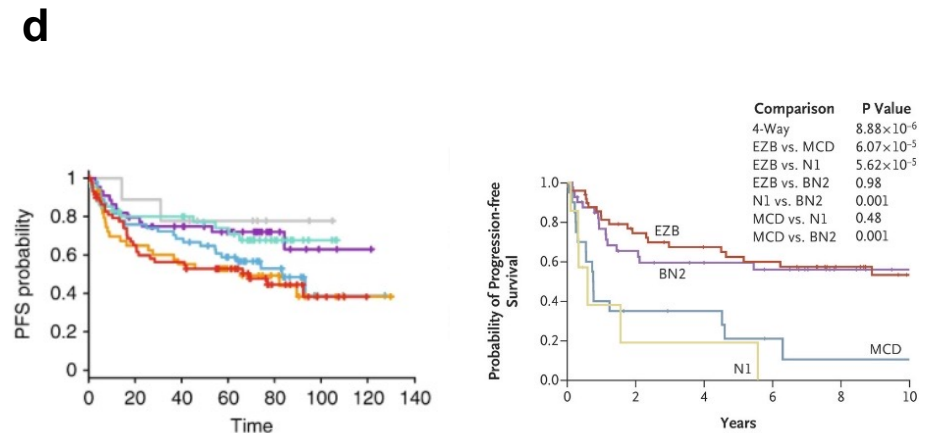 d
PFS probability
1
0.8
0.6
0.4
0.2
0
0 20 40 60 80 100 120 140
Time
Comparison P Value
4-Way 8.88×10⁻⁶
EZB vs. MCD 6.07×10⁻⁵
EZB vs. N1 5.62×10⁻⁵
EZB vs. BN2 0.98
N1 vs. BN2 0.001
MCD vs. N1 0.48
MCD vs. BN2 0.001
Probability of Progression-free
Survival
1.0
0.8
0.6
0.4
0.2
0.0
EZB
BN2
MCD
N1
0 2 4 6 8 10
Years